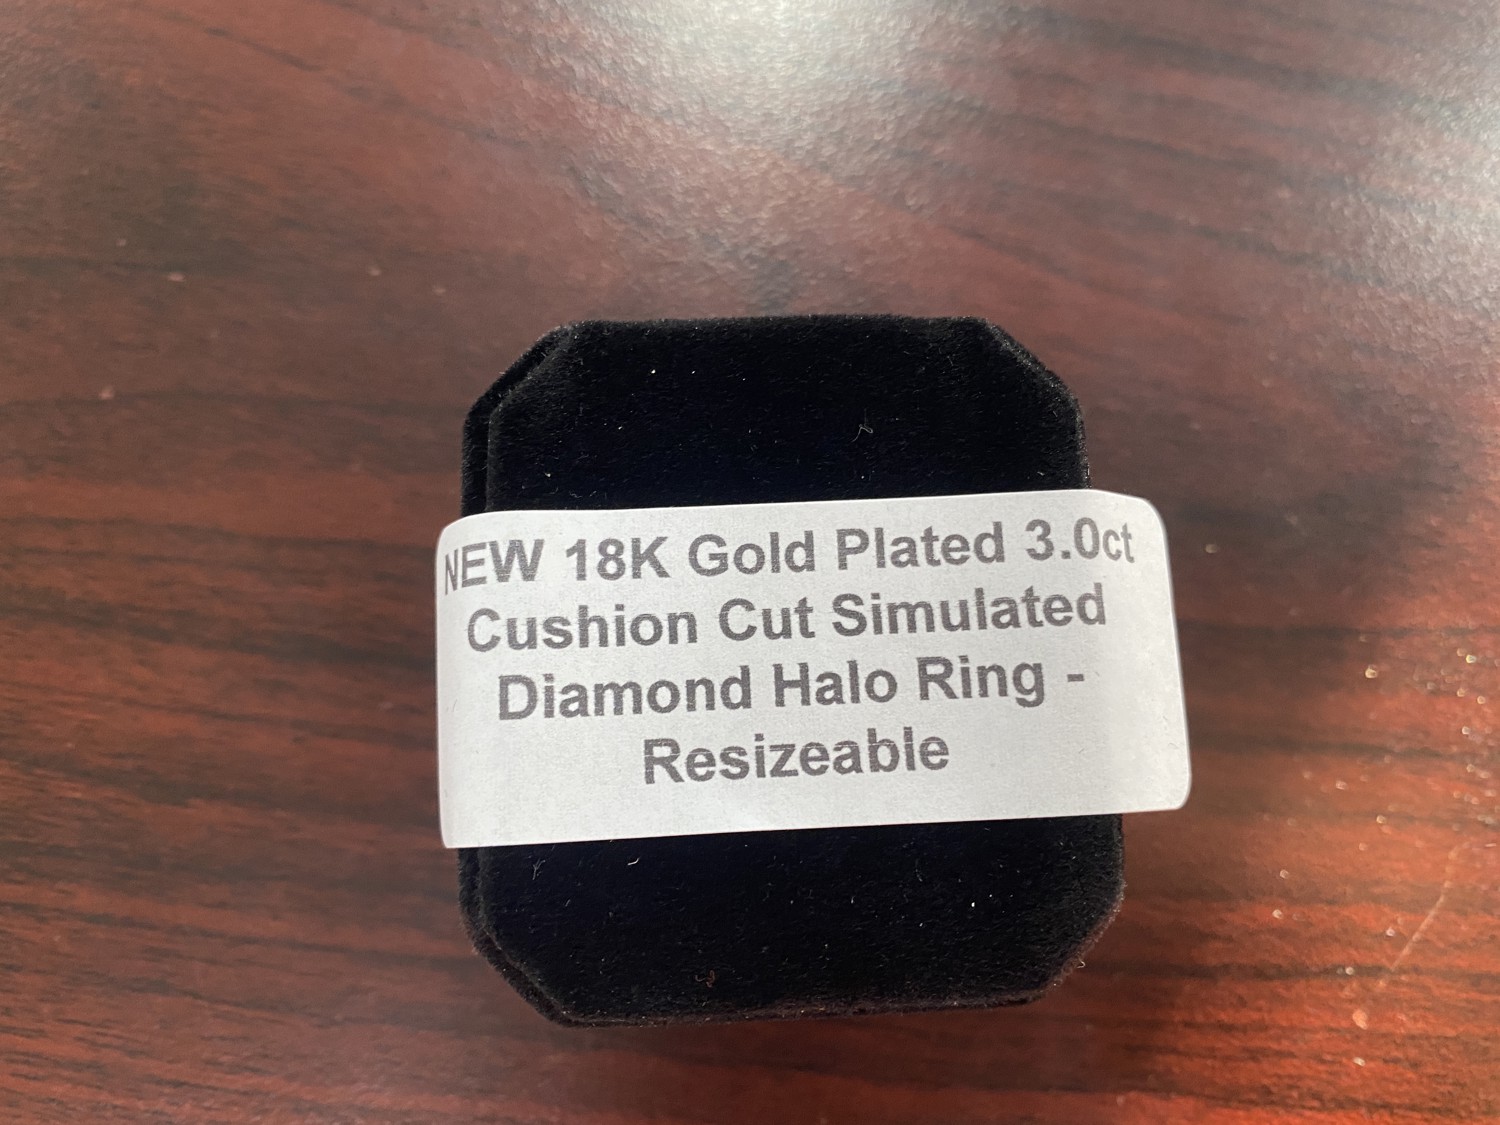 NEW 18K Gold Plated 3.0ct
Cushion Cut Simulated
Diamond Halo Ring -
Resizeable